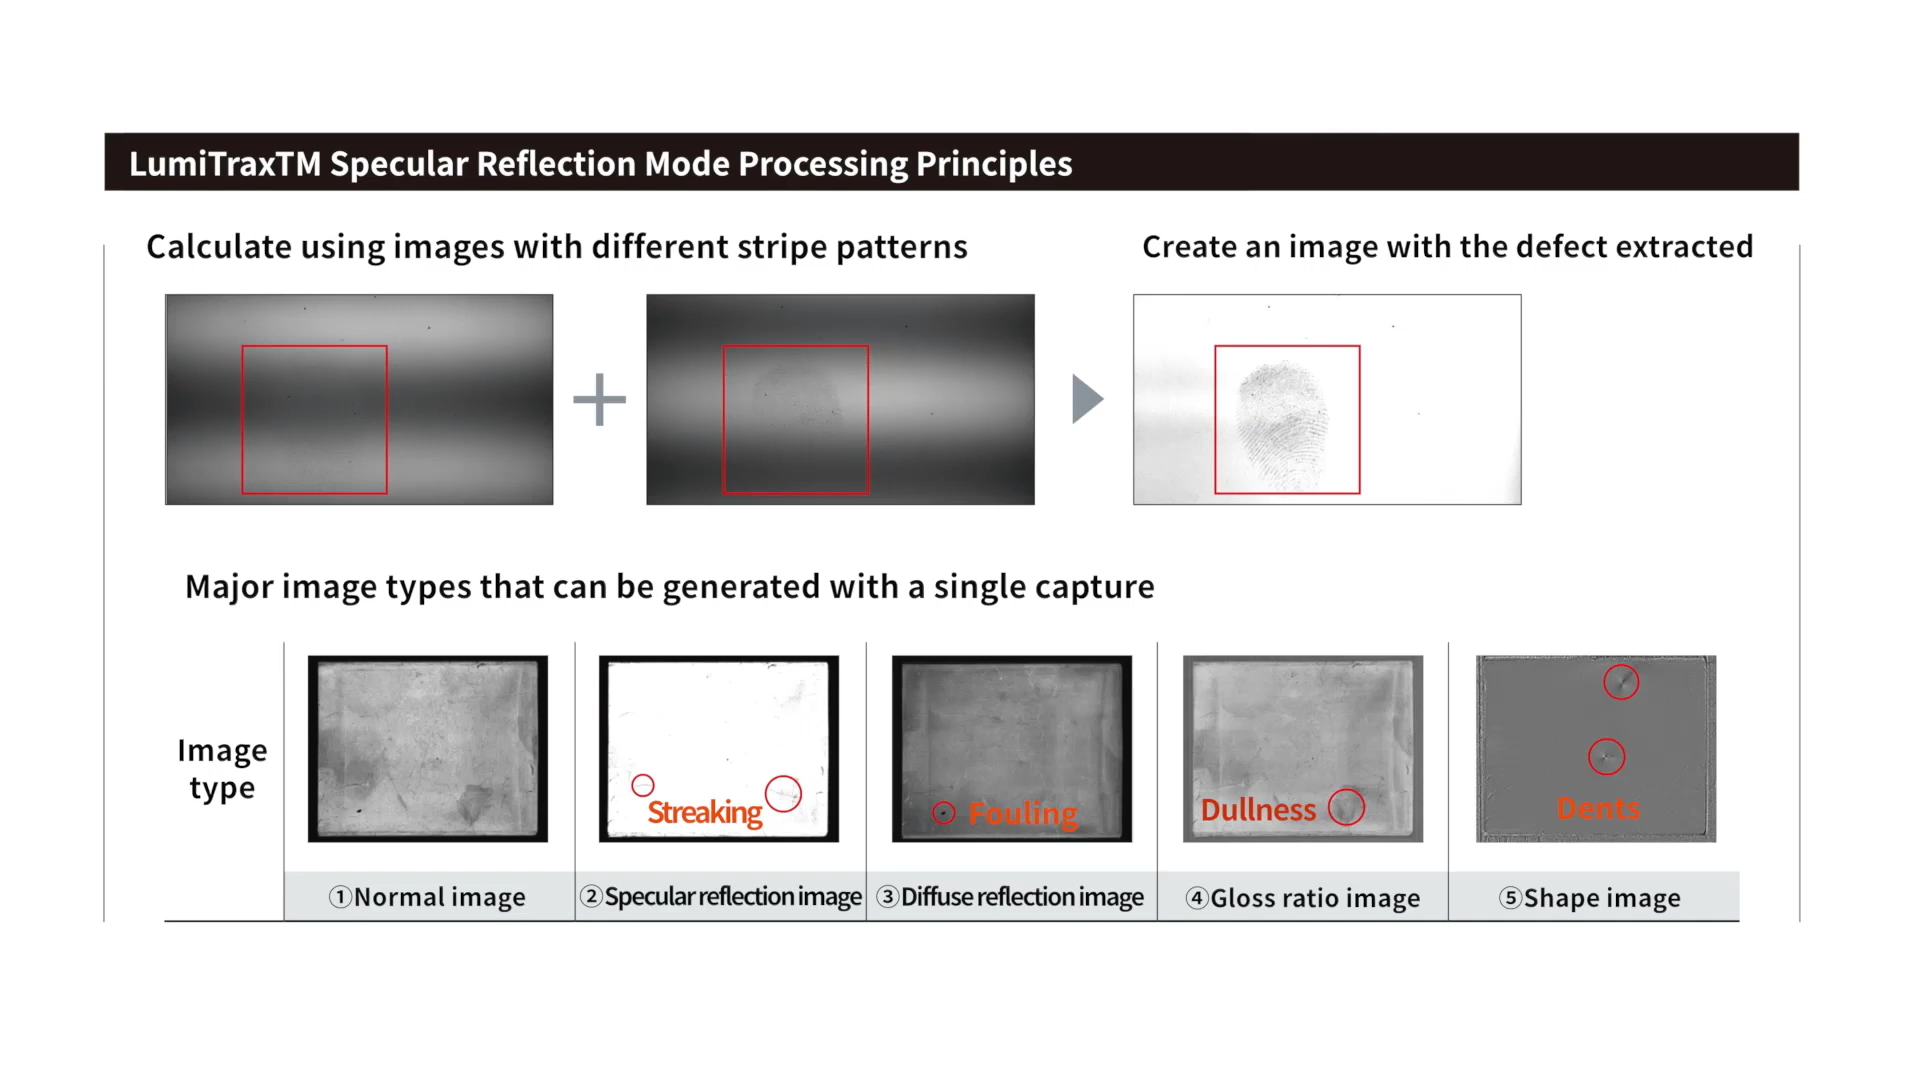 LumiTraxTM Specular Reflection Mode Processing Principles
Calculate using images with different stripe patterns
Create an image with the defect extracted
Major image types that can be generated with a single capture
Image
type
Streaking
Fouling
Dullness
Dents
①Normal image
②Specular reflection image
③Diffuse reflection image
④Gloss ratio image
⑤Shape image